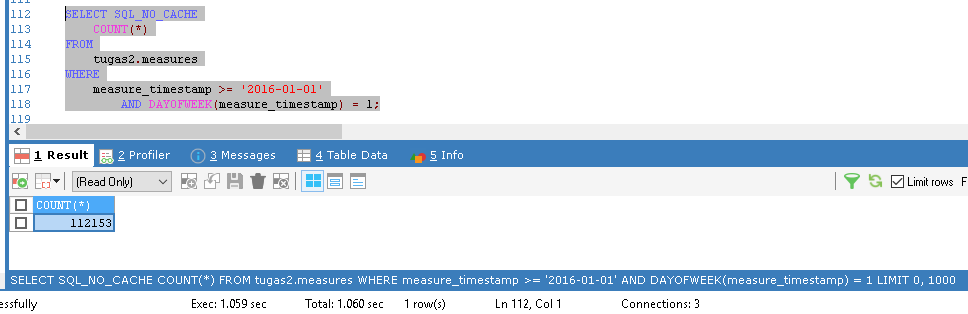 111
112 SELECT SQL_NO_CACHE
113 COUNT(*)
114 FROM
115 tugas2.measures
116 WHERE
117 measure_timestamp >= '2016-01-01'
118 AND DAYOFWEEK(measure_timestamp) = 1;
119
1 Result 2 Profiler 3 Messages 4 Table Data 5 Info
(Read Only) Limit rows F
COUNT(*)
112153
SELECT SQL_NO_CACHE COUNT(*) FROM tugas2.measures WHERE measure_timestamp >= '2016-01-01' AND DAYOFWEEK(measure_timestamp) = 1 LIMIT 0, 1000
essfully Exec: 1.059 sec Total: 1.060 sec 1 row(s) Ln 112, Col 1 Connections: 3